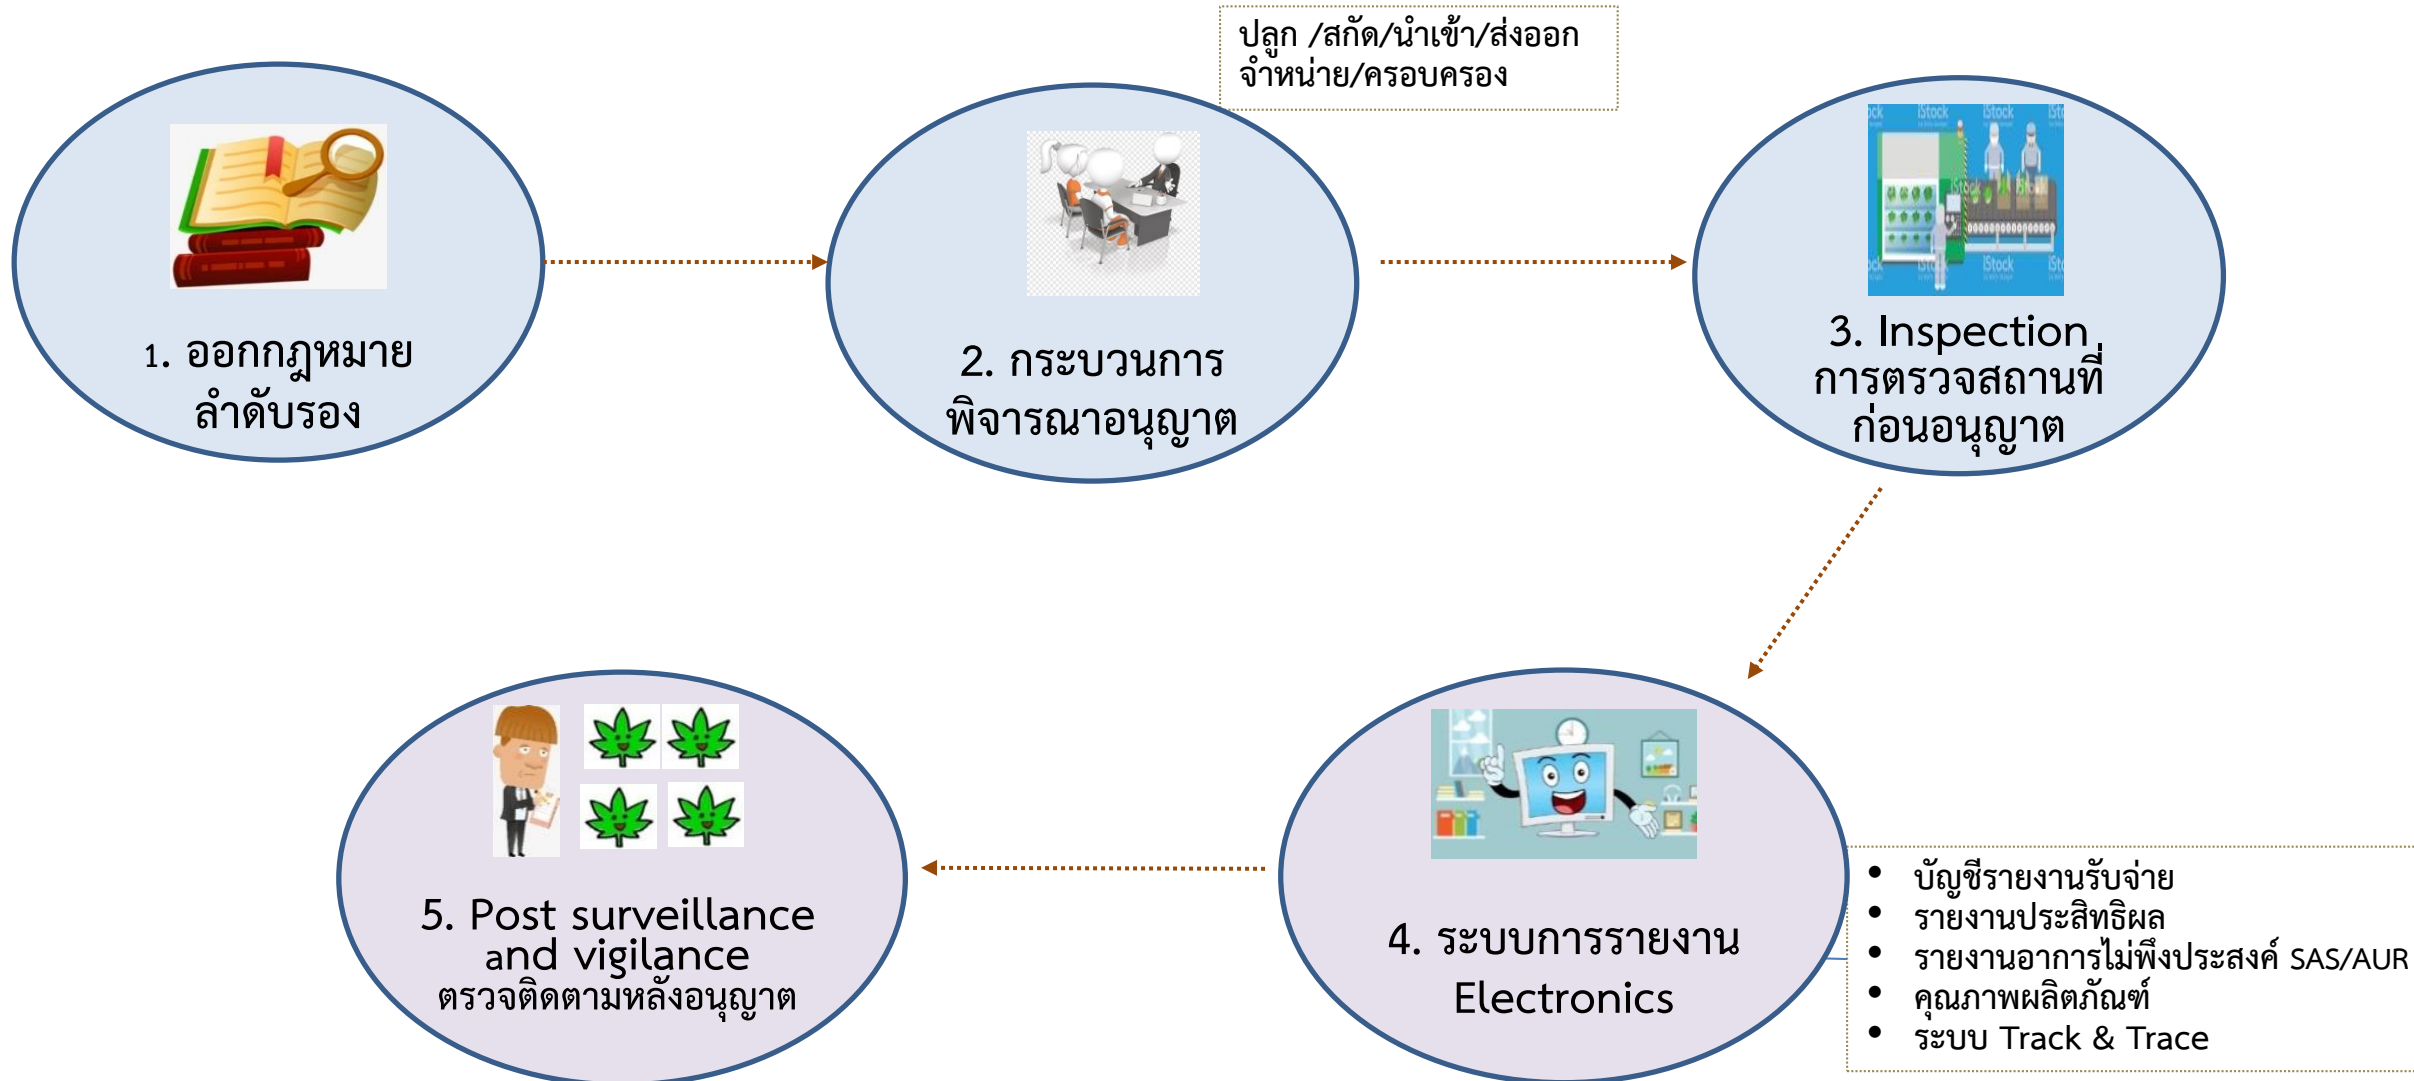 ปลูก /สกัด/นำเข้า/ส่งออก
จำหน่าย/ครอบครอง
1. ออกกฎหมาย
ลำดับรอง
2. กระบวนการ
พิจารณาอนุญาต
iStock
iStock
iStock
iStock
3. Inspection
การตรวจสถานที่
ก่อนอนุญาต
4. ระบบการรายงาน
Electronics
• บัญชีรายงานรับจ่าย
• รายงานประสิทธิผล
• รายงานอาการไม่พึงประสงค์ SAS/AUR
• คุณภาพผลิตภัณฑ์
• ระบบ Track & Trace
5. Post surveillance
and vigilance
ตรวจติดตามหลังอนุญาต